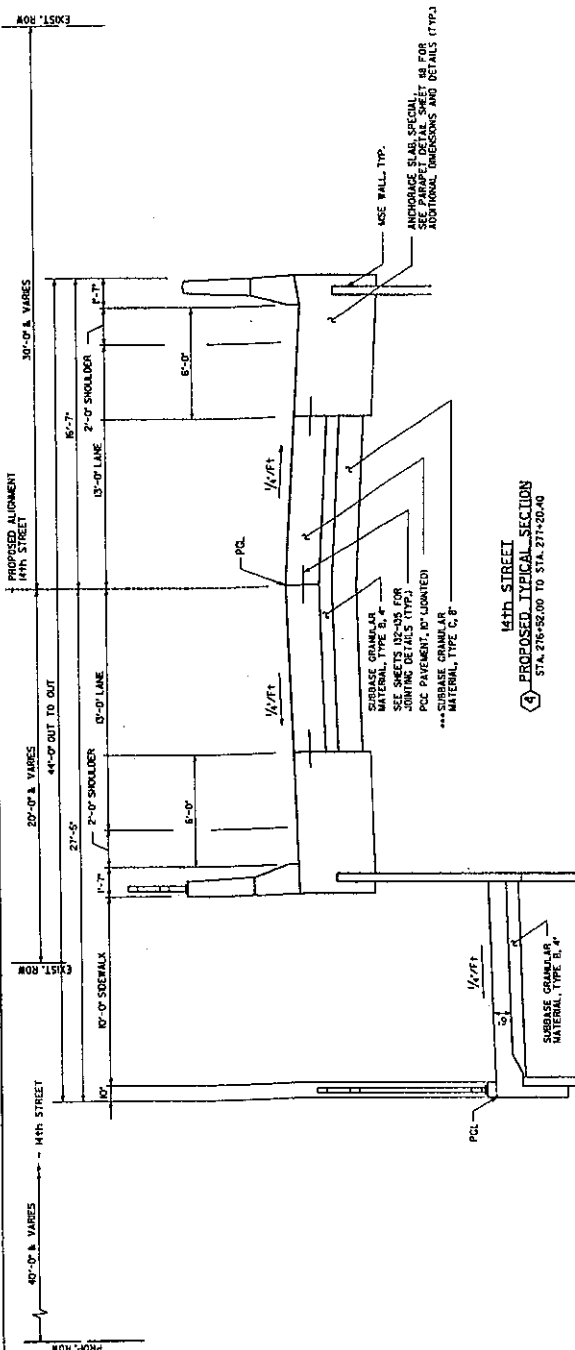 EXIST. ROW
PROPOSED ALIGNMENT
14th STREET
30'-0" & VARIES
20'-0" & VARIES
44'-0" OUT TO OUT
16'-7"
27'-5"
1'-7"
2'-0" SHOULDER
13'-0" LANE
13'-0" LANE
2'-0" SHOULDER
1'-7"
6'-0"
6'-0"
EXIST. ROW
10'-0" SIDEWALK
10"
14th STREET
40'-0" & VARIES
PROP. ROW
PGL
1/4"/Ft
1/4"/Ft
MSE WALL, TYP.
ANCHORAGE SLAB, SPECIAL,
SEE PARAPET DETAIL SHEET
ADDITIONAL DIMENSIONS AND DETAILS (TYP.)
SUBBASE GRANULAR
MATERIAL, TYPE B, 4"
SEE SHEETS 132-135 FOR
JOINTING DETAILS (TYP.)
PCC PAVEMENT, 10" (JOINTED)
***SUBBASE GRANULAR
MATERIAL, TYPE C, 8"
1/4"/Ft
SUBBASE GRANULAR
MATERIAL, TYPE B, 4"
PGL
14th STREET
4 PROPOSED TYPICAL SECTION
STA. 276+92.00 TO STA. 277+20.40